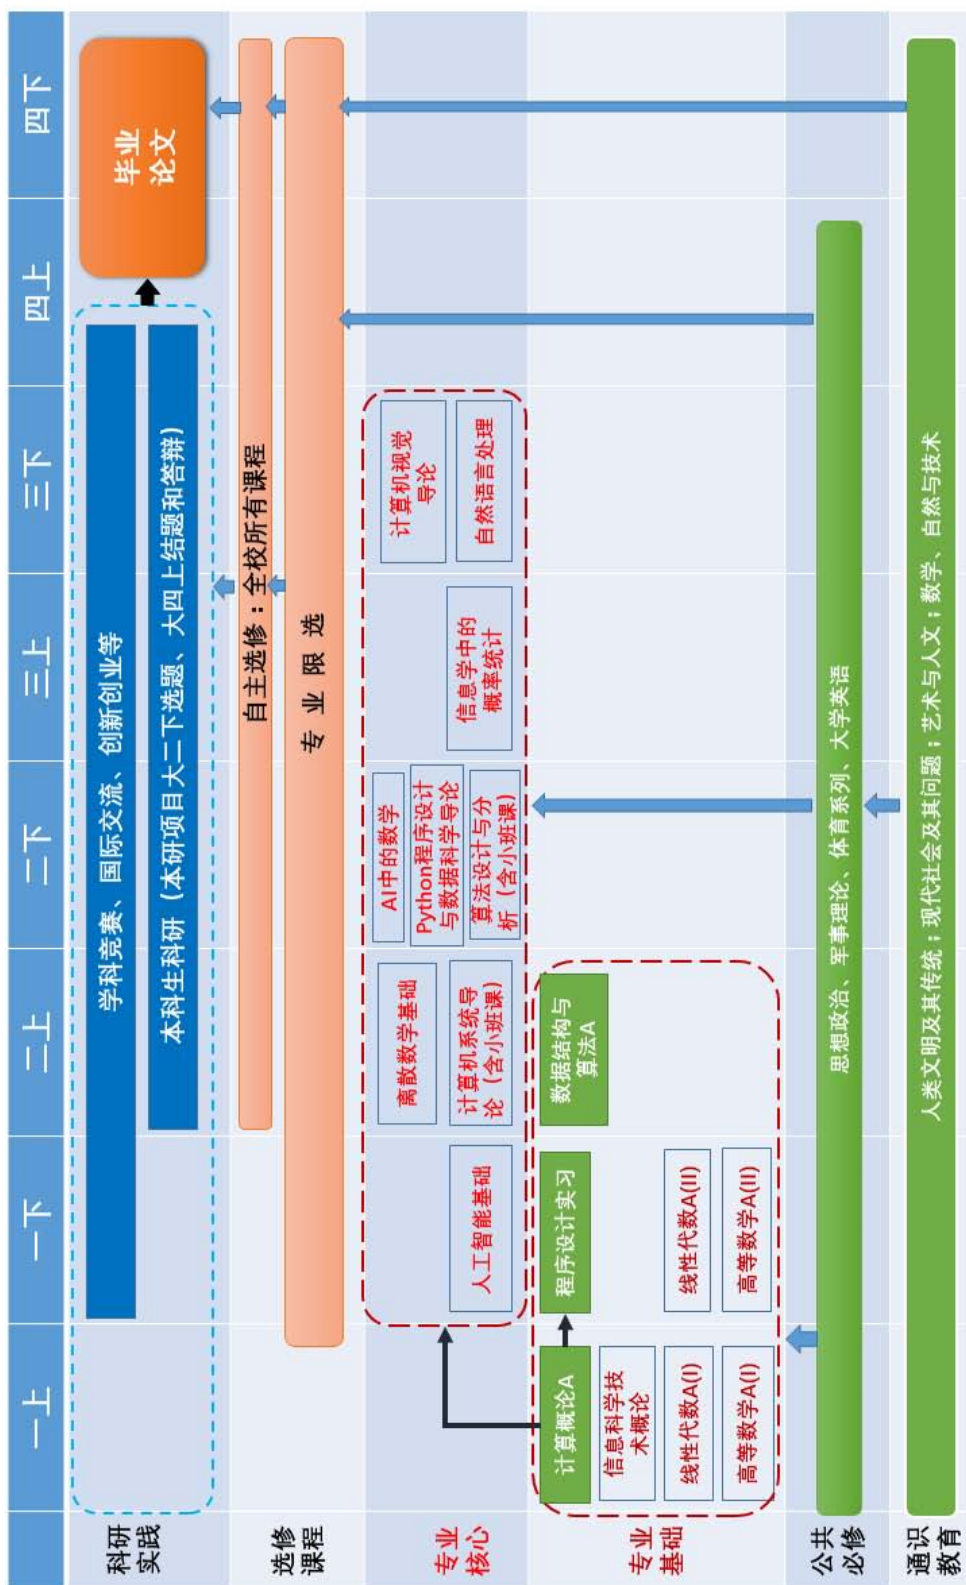 一上
一下
二上
二下
三上
三下
四上
四下
科研
实践
学科竞赛、国际交流、创新创业等
本科生科研（本研项目大二下选题、大四上结题和答辩）
毕业
论文
选修
课程
自主选修：全校所有课程
专 业 限 选
专业
核心
人工智能基础
离散数学基础
计算机系统导
论（含小班课）
AI中的数学
Python程序设计
与数据科学导论
算法设计与分
析（含小班课）
信息学中的
概率统计
计算机视觉
导论
自然语言处理
专业
基础
计算概论A
信息科学技
术概论
线性代数A(I)
高等数学A(I)
程序设计实习
线性代数A(II)
高等数学A(II)
数据结构与
算法A
公共
必修
思想政治、军事理论、体育系列、大学英语
通识
教育
人类文明及其传统；现代社会及其问题；艺术与人文；数学、自然与技术